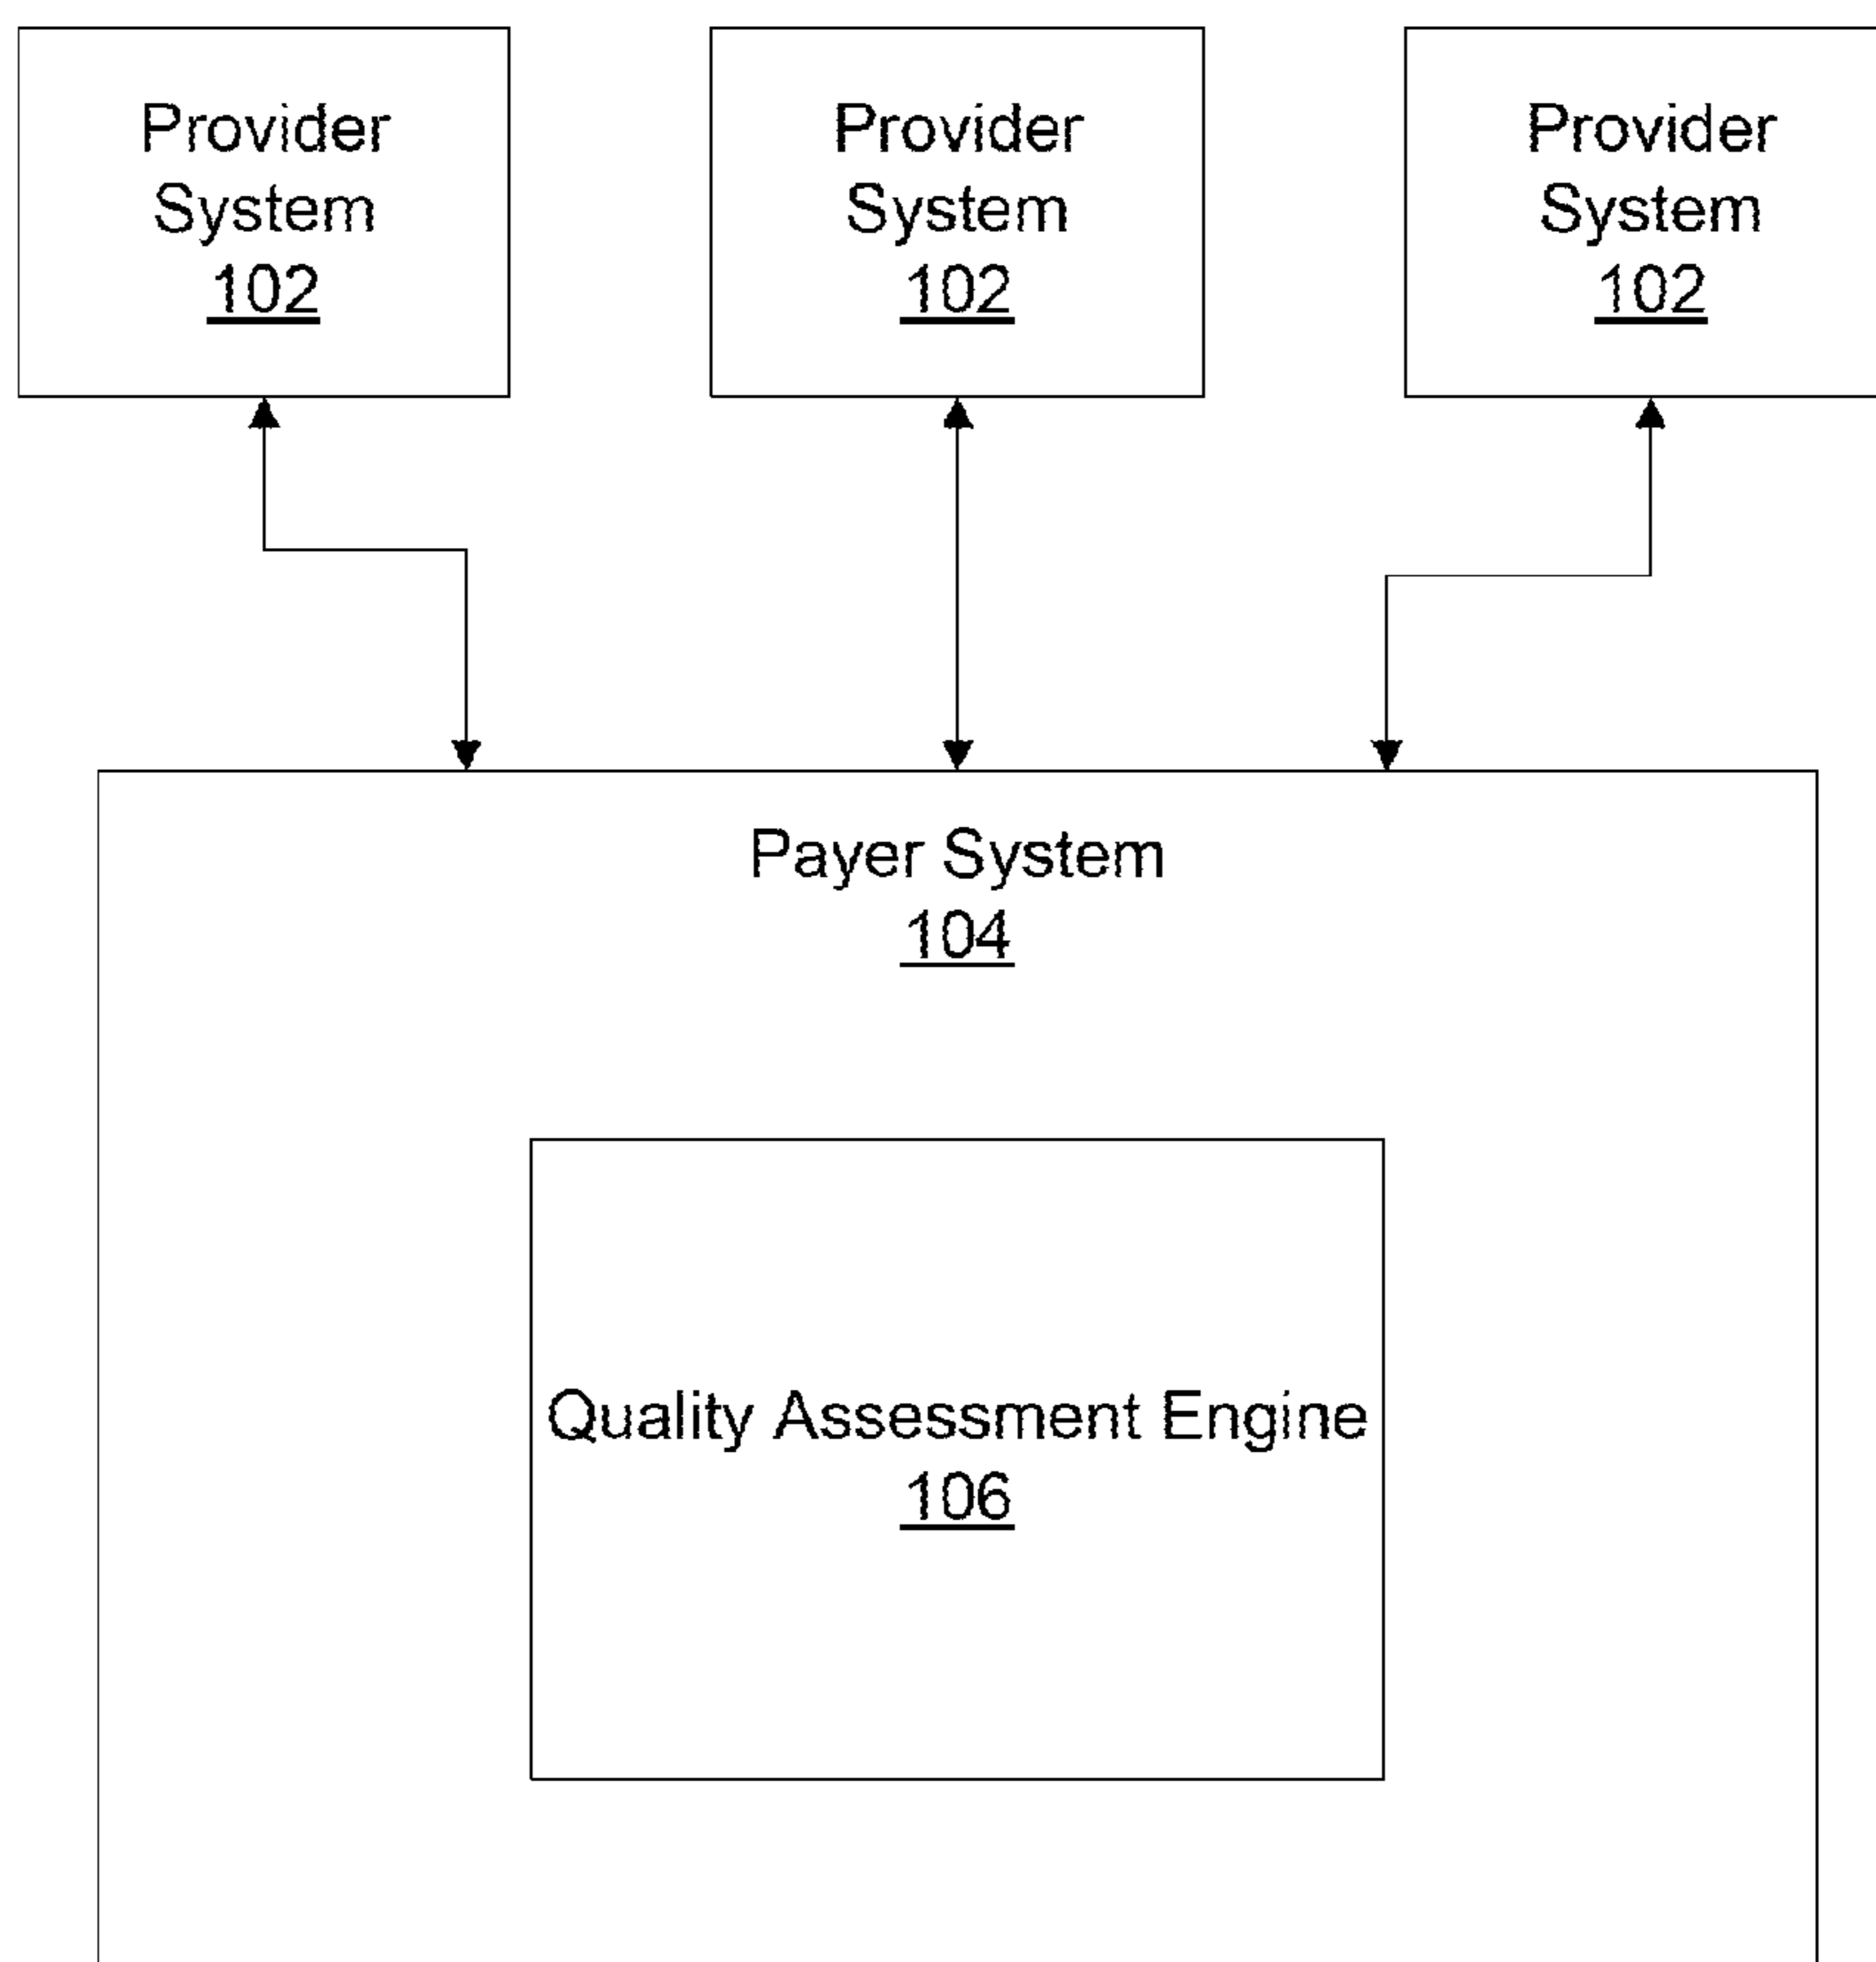 Provider
System
102
Provider
System
102
Provider
System
102
Payer System
104
Quality Assessment Engine
106